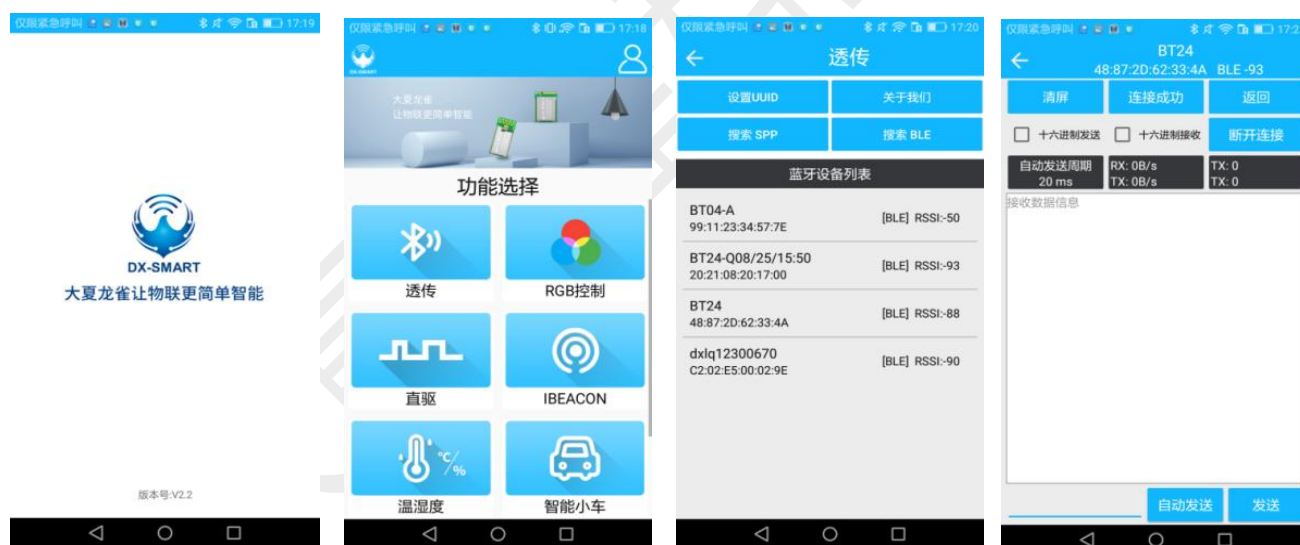 仅限紧急呼叫
17:19
DX-SMART
大夏龙雀让物联更简单智能
版本号:V2.2
仅限紧急呼叫
17:18
DX-SMART
大夏龙雀
让物联更简单智能
功能选择
透传
RGB控制
直驱
IBEACON
℃/%
温湿度
智能小车
仅限紧急呼叫
17:20
透传
设置UUID
关于我们
搜索 SPP
搜索 BLE
蓝牙设备列表
BT04-A
[BLE] RSSI:-50
99:11:23:34:57:7E
BT24-Q08/25/15:50
[BLE] RSSI:-93
20:21:08:20:17:00
BT24
[BLE] RSSI:-88
48:87:2D:62:33:4A
dxlq12300670
[BLE] RSSI:-90
C2:02:E5:00:02:9E
仅限紧急呼叫
BT24
48:87:2D:62:33:4A BLE -93
清屏
连接成功
返回
十六进制发送
十六进制接收
断开连接
自动发送周期
20 ms
RX: 0B/s
TX: 0B/s
TX: 0
TX: 0
接收数据信息
自动发送
发送